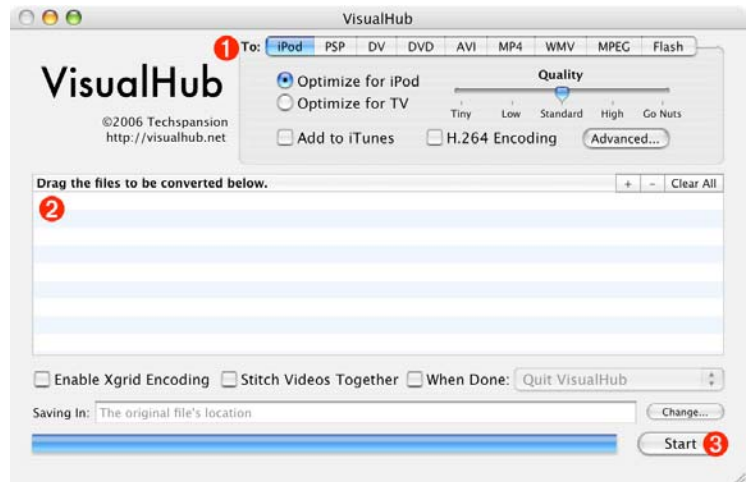 VisualHub
1 To: iPod PSP DV DVD AVI MP4 WMV MPEG Flash
VisualHub
©2006 Techspansion
http://visualhub.net
Optimize for iPod
Optimize for TV
Quality
Tiny Low Standard High Go Nuts
Add to iTunes H.264 Encoding Advanced...
Drag the files to be converted below. + - Clear All
2
Enable Xgrid Encoding Stitch Videos Together When Done: Quit VisualHub
Saving In: The original file's location Change...
Start 3